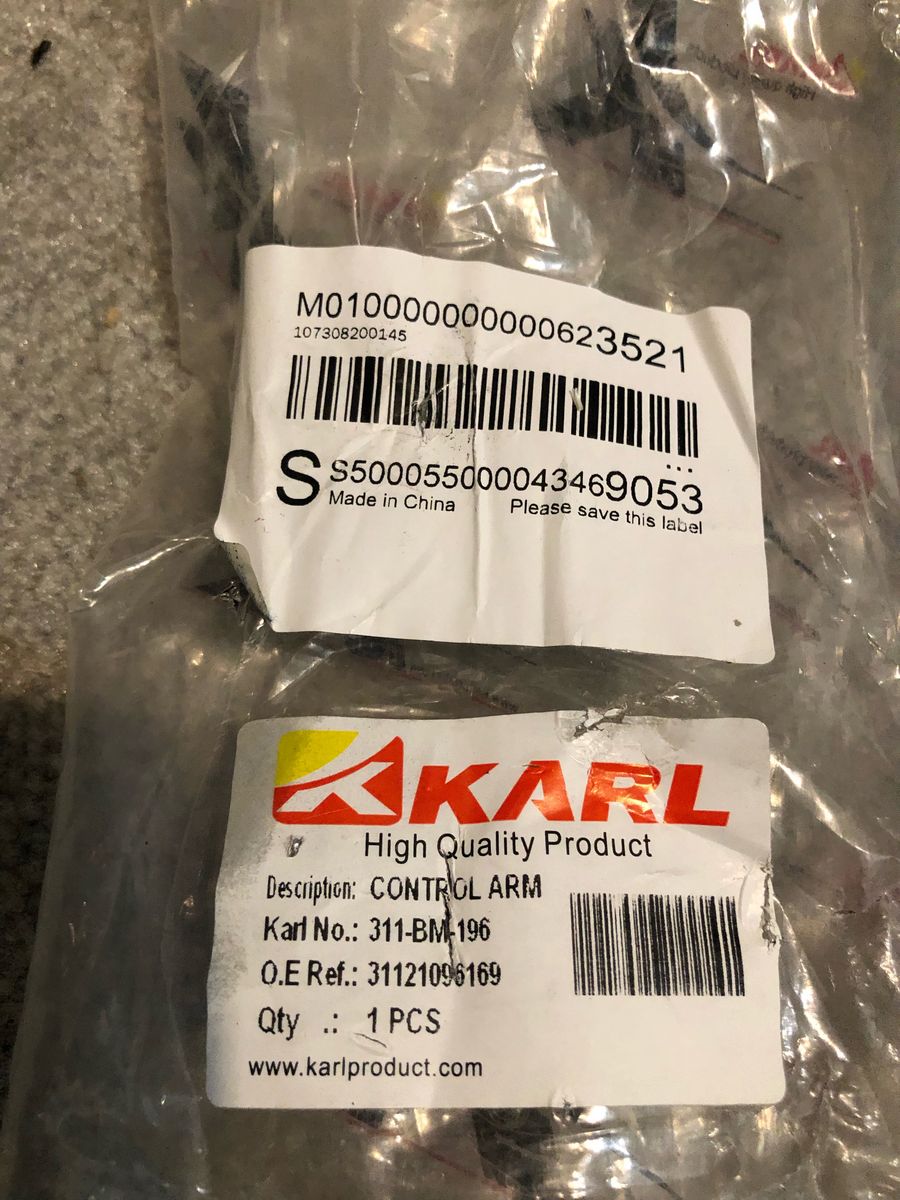 M0100000000000623521
107308200145
S S500055000043469053
Made in China Please save this label
KARL
High Quality Product
Description: CONTROL ARM
Karl No.: 311-BM-196
O.E Ref.: 31121096169
Qty .: 1 PCS
www.karlproduct.com